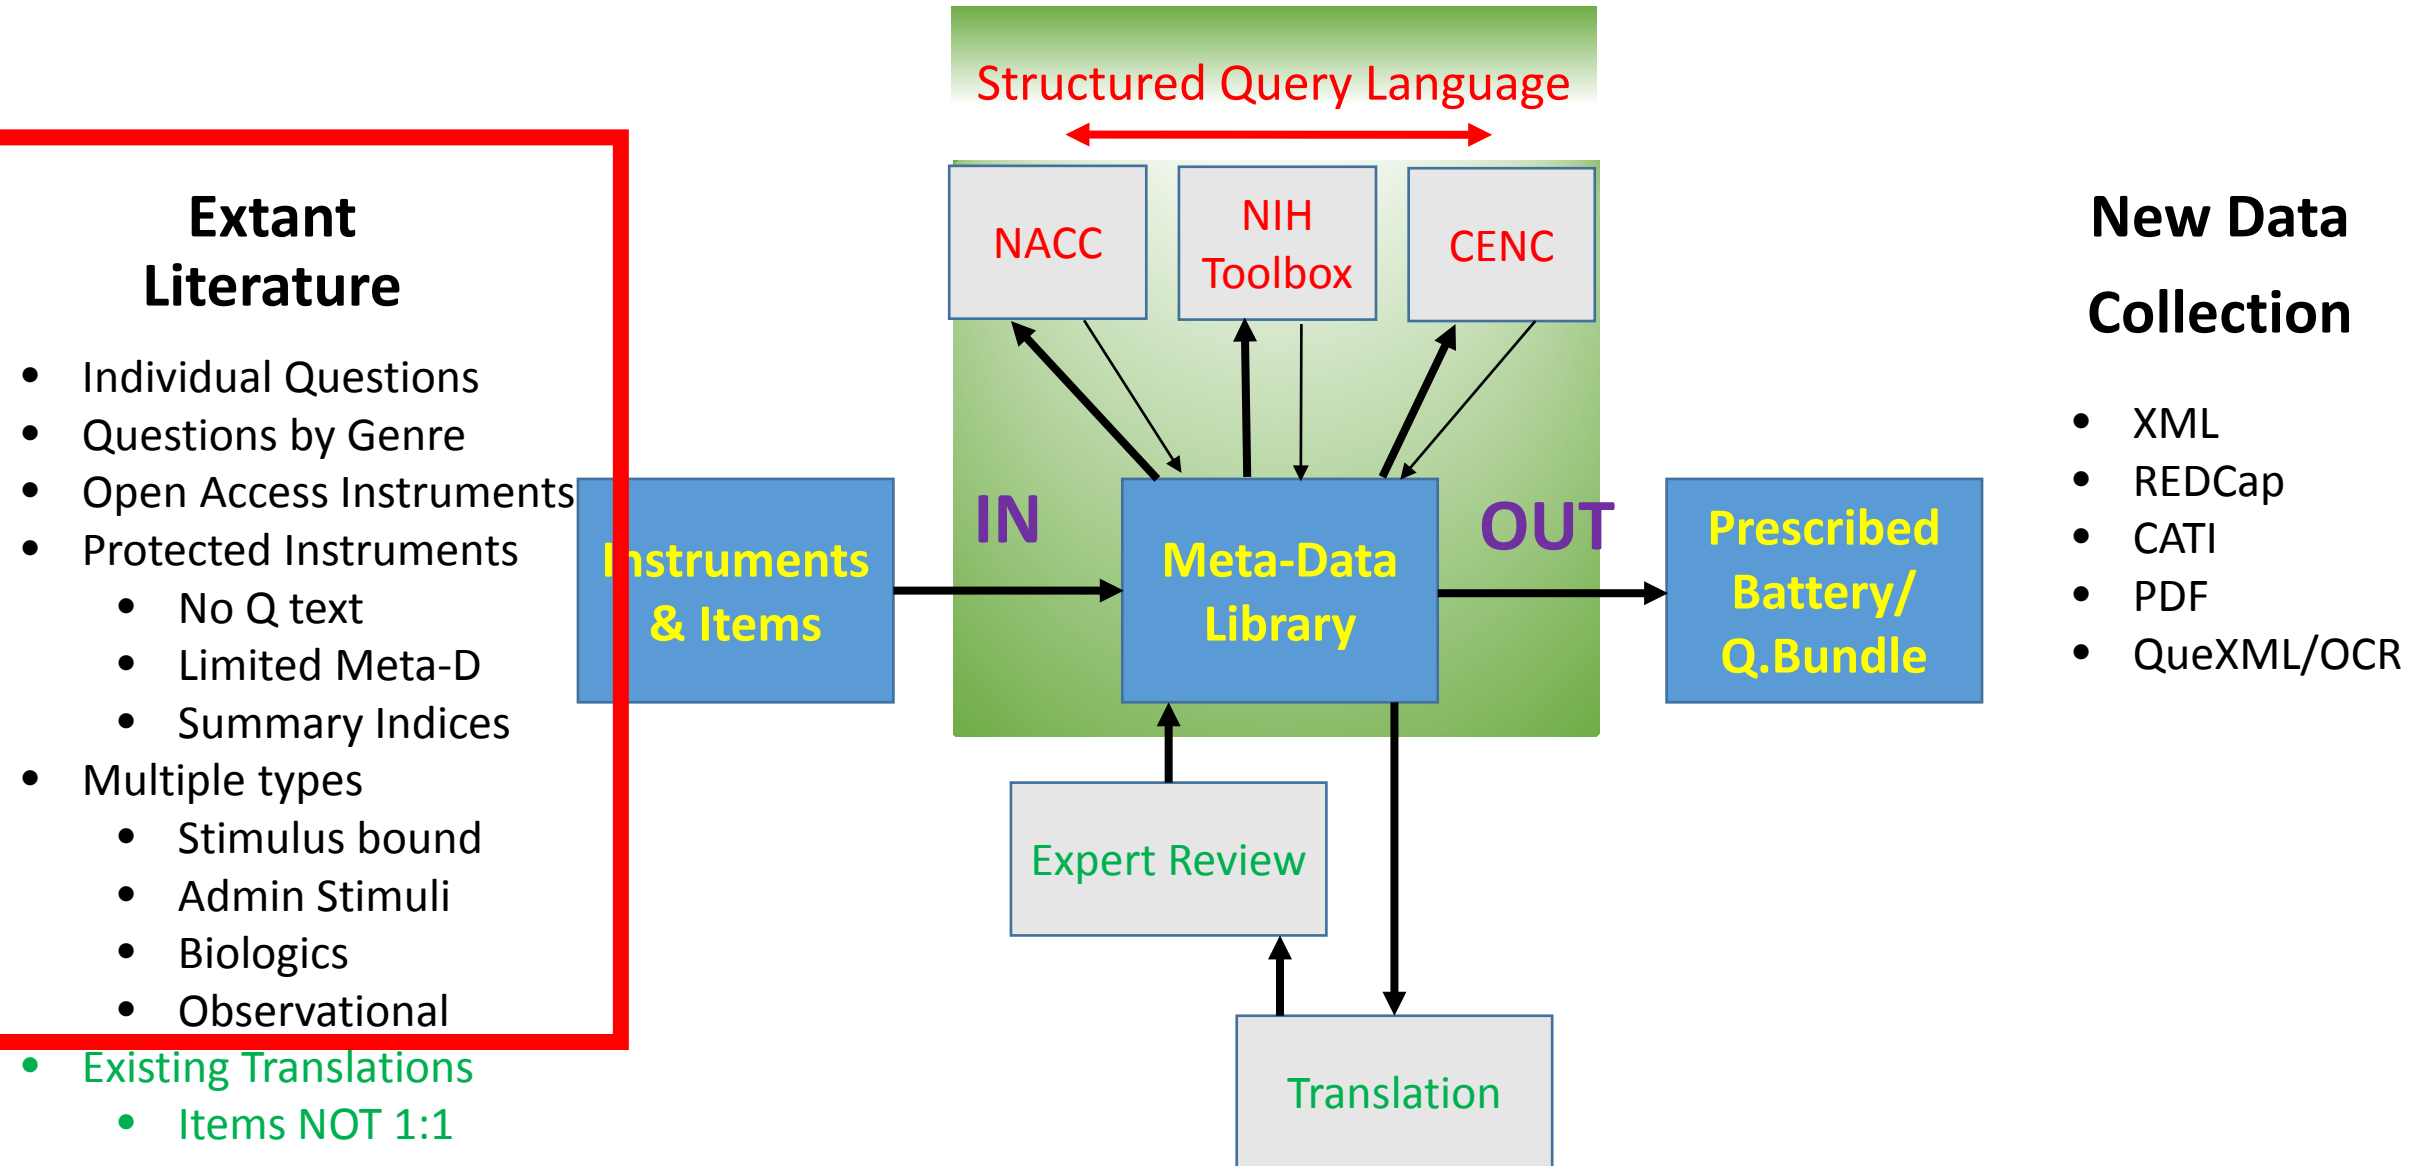 Structured Query Language
Extant
Literature
• Individual Questions
• Questions by Genre
• Open Access Instruments
• Protected Instruments
• No Q text
• Limited Meta-D
• Summary Indices
• Multiple types
• Stimulus bound
• Admin Stimuli
• Biologics
• Observational
• Existing Translations
• Items NOT 1:1
Instruments
& Items
IN
NACC
NIH
Toolbox
CENC
Meta-Data
Library
OUT
Expert Review
Translation
Prescribed
Battery/
Q.Bundle
New Data
Collection
• XML
• REDCap
• CATI
• PDF
• QueXML/OCR